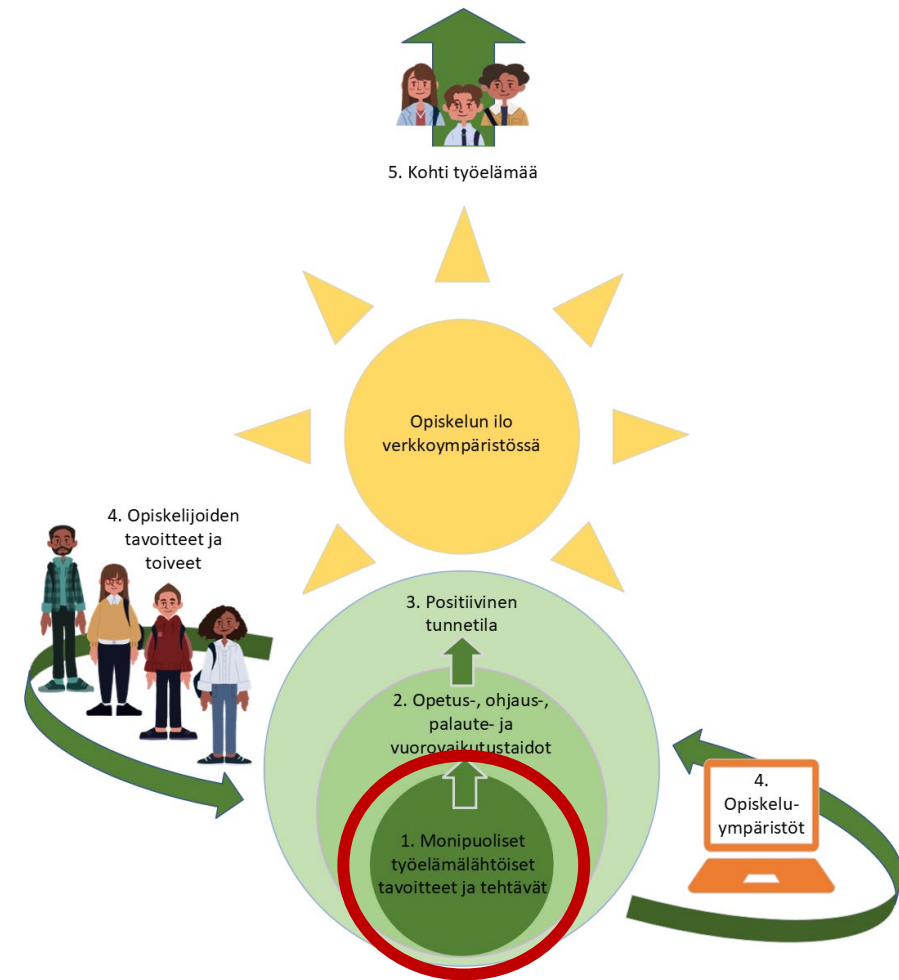 5. Kohti työelämää
Opiskelun ilo
verkkoympäristössä
4. Opiskelijoiden
tavoitteet ja
toiveet
3. Positiivinen
tunnetila
2. Opetus-, ohjaus-,
palaute- ja
vuorovaikutustaidot
4.
Opiskelu-
ympäristöt
1. Monipuoliset
työelämälähtöiset
tavoitteet ja tehtävät